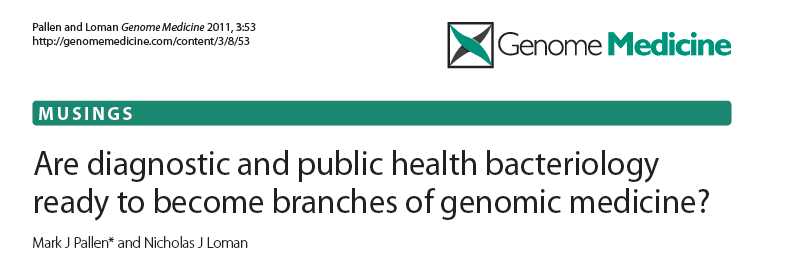 Pallen and Loman Genome Medicine 2011, 3:53
http://genomemedicine.com/content/3/8/53
Genome Medicine
MUSINGS
Are diagnostic and public health bacteriology
ready to become branches of genomic medicine?
Mark J Pallen* and Nicholas J Loman